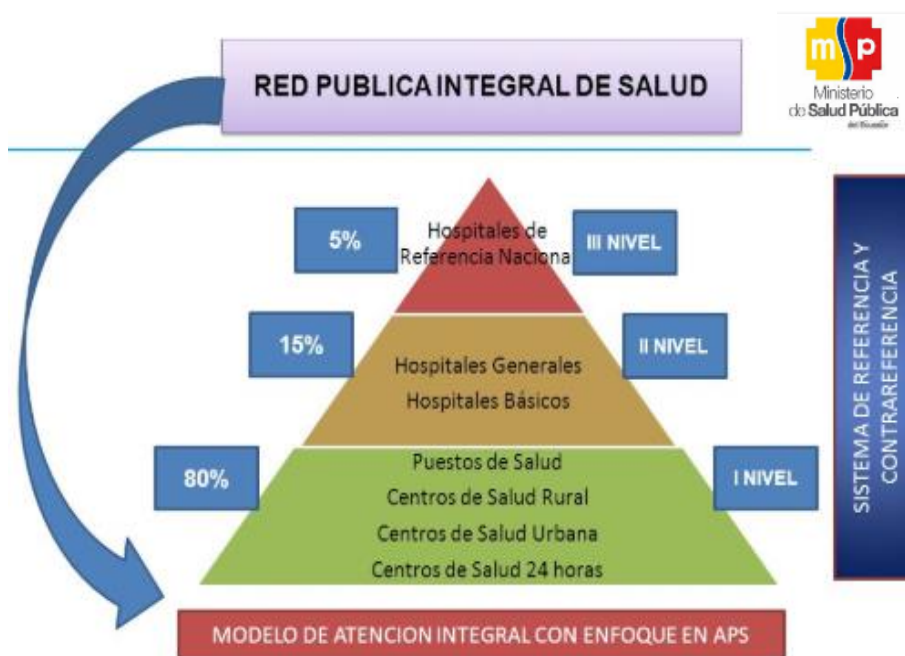 RED PUBLICA INTEGRAL DE SALUD
msp
Ministerio
de Salud Pública
del Ecuador
5%
Hospitales de
Referencia Naciona
III NIVEL
15%
Hospitales Generales
Hospitales Básicos
II NIVEL
80%
Puestos de Salud
Centros de Salud Rural
Centros de Salud Urbana
Centros de Salud 24 horas
I NIVEL
SISTEMA DE REFERENCIA Y
CONTRAREFERENCIA
MODELO DE ATENCION INTEGRAL CON ENFOQUE EN APS